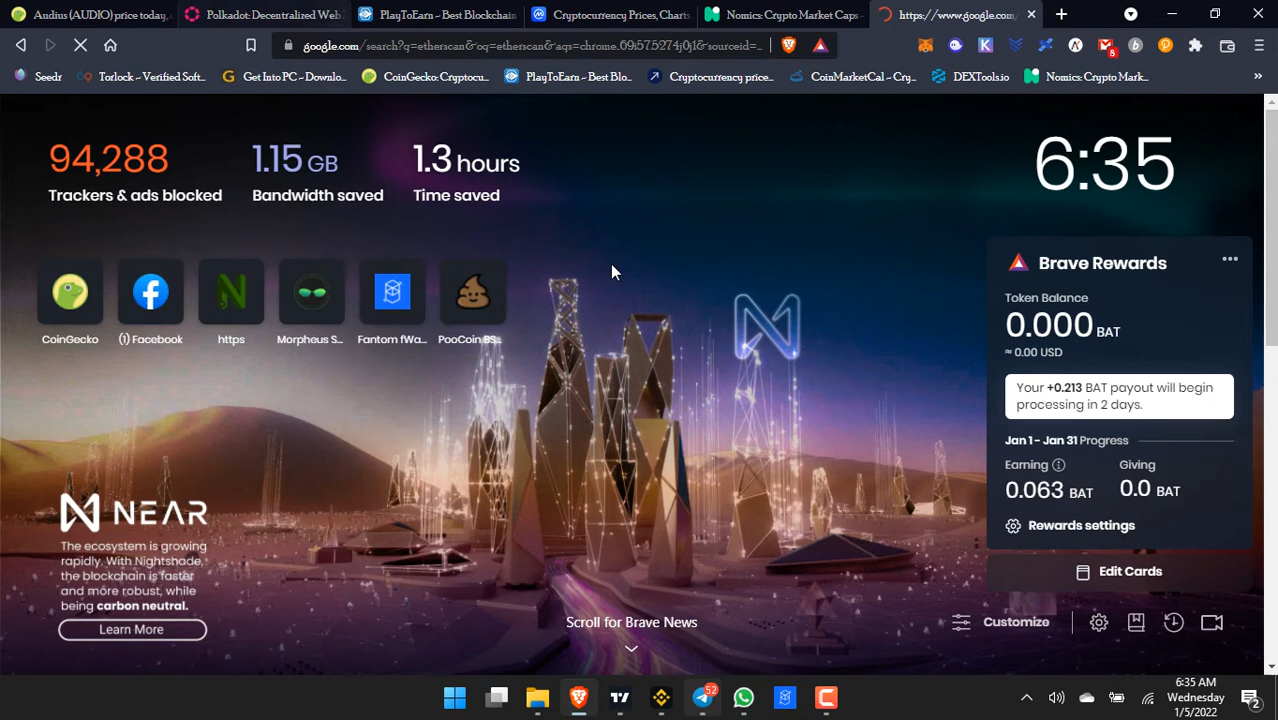 Audius (AUDIO) price today,
Polkadot: Decentralized Web
PlayToEarn - Best Blockchain
Cryptocurrency Prices, Charts
Nomics: Crypto Market Caps
https://www.google.com/
google.com/search?q=etherscan&oq=etherscan&aqs=chrome..69i57.5274j0j1&sourceid=...
8
Seedr
Torlock - Verified Soft...
Get Into PC - Downlo...
CoinGecko: Cryptocu...
PlayToEarn - Best Blo...
Cryptocurrency price...
CoinMarketCal - Cry...
DEXTools.io
Nomics: Crypto Mark...
94,288
Trackers & ads blocked
1.15 GB
Bandwidth saved
1.3 hours
Time saved
6:35
CoinGecko
(1) Facebook
https
Morpheus S...
Fantom fWa...
PooCoin BS...
Brave Rewards
Token Balance
0.000 BAT
≈ 0.00 USD
Your +0.213 BAT payout will begin
processing in 2 days.
Jan 1 - Jan 31 Progress
Earning
0.063 BAT
Giving
0.0 BAT
Rewards settings
Edit Cards
NEAR
The ecosystem is growing
rapidly. With Nightshade,
the blockchain is faster
and more robust, while
being carbon neutral.
Learn More
Scroll for Brave News
Customize
52
6:35 AM
Wednesday
1/5/2022
2